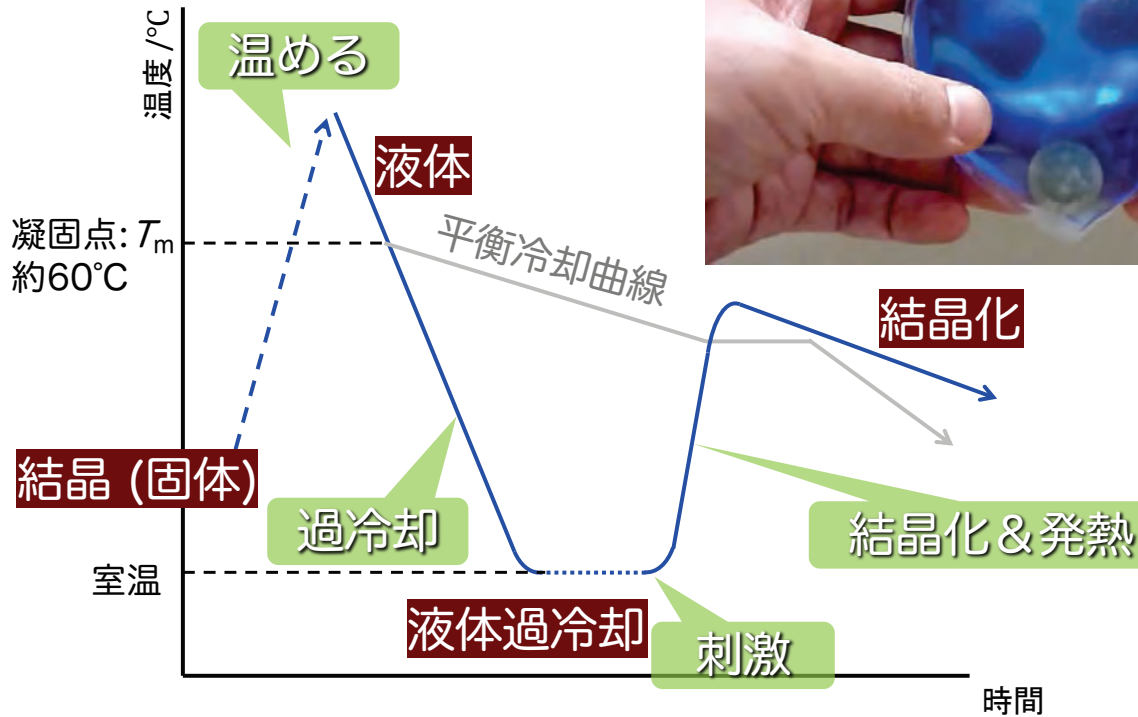 温度 /°C
温める
液体
凝固点: Tm
約60°C
平衡冷却曲線
結晶化
結晶 (固体)
過冷却
結晶化＆発熱
室温
液体過冷却
刺激
時間